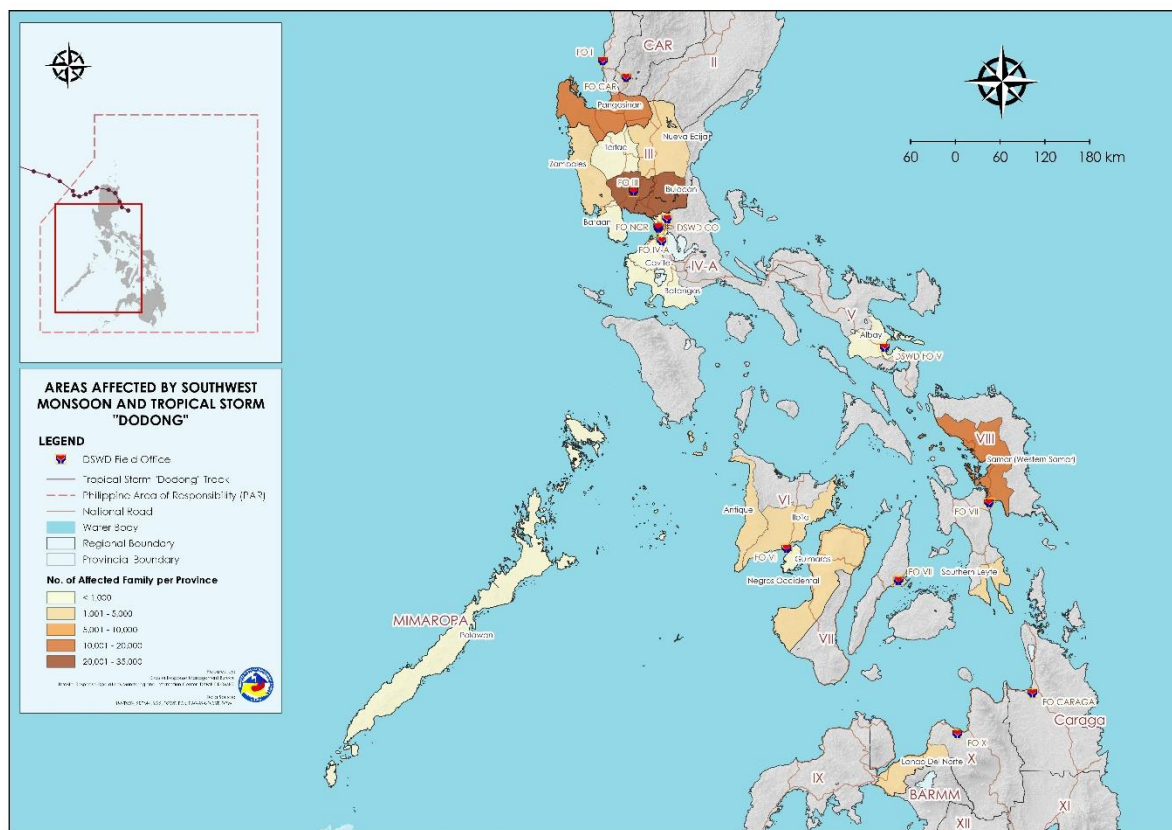 AREAS AFFECTED BY SOUTHWEST
MONSOON AND TROPICAL STORM
"DODONG"
LEGEND
DSWD Field Office
Tropical Storm "Dodong" Track
Philippine Area of Responsibility (PAR)
National Road
Water Body
Regional Boundary
Provincial Boundary
No. of Affected Family per Province
< 1,000
1,001 - 5,000
5,001 - 10,000
10,001 - 20,000
20,001 - 35,000
60 0 60 120 180 km
CAR
II
FO I
FO CAR
Pangasinan
Nueva Ecija
Tarlac
III
Zambales
FO III
Bulacan
Bataan
FO NCR
DSWD CO
FO IV-A
Cavite
IV-A
Batangas
V
Albay
DSWD FO V
VIII
Samar (Western Samar)
VI
Antique
Iloilo
FO VI
Guimaras
Negros Occidental
FO VII
FO VII
Southern Leyte
VII
MIMAROPA
Palawan
FO CARAGA
Caraga
FO X
X
Lanao Del Norte
IX
BARMM
XI
XII